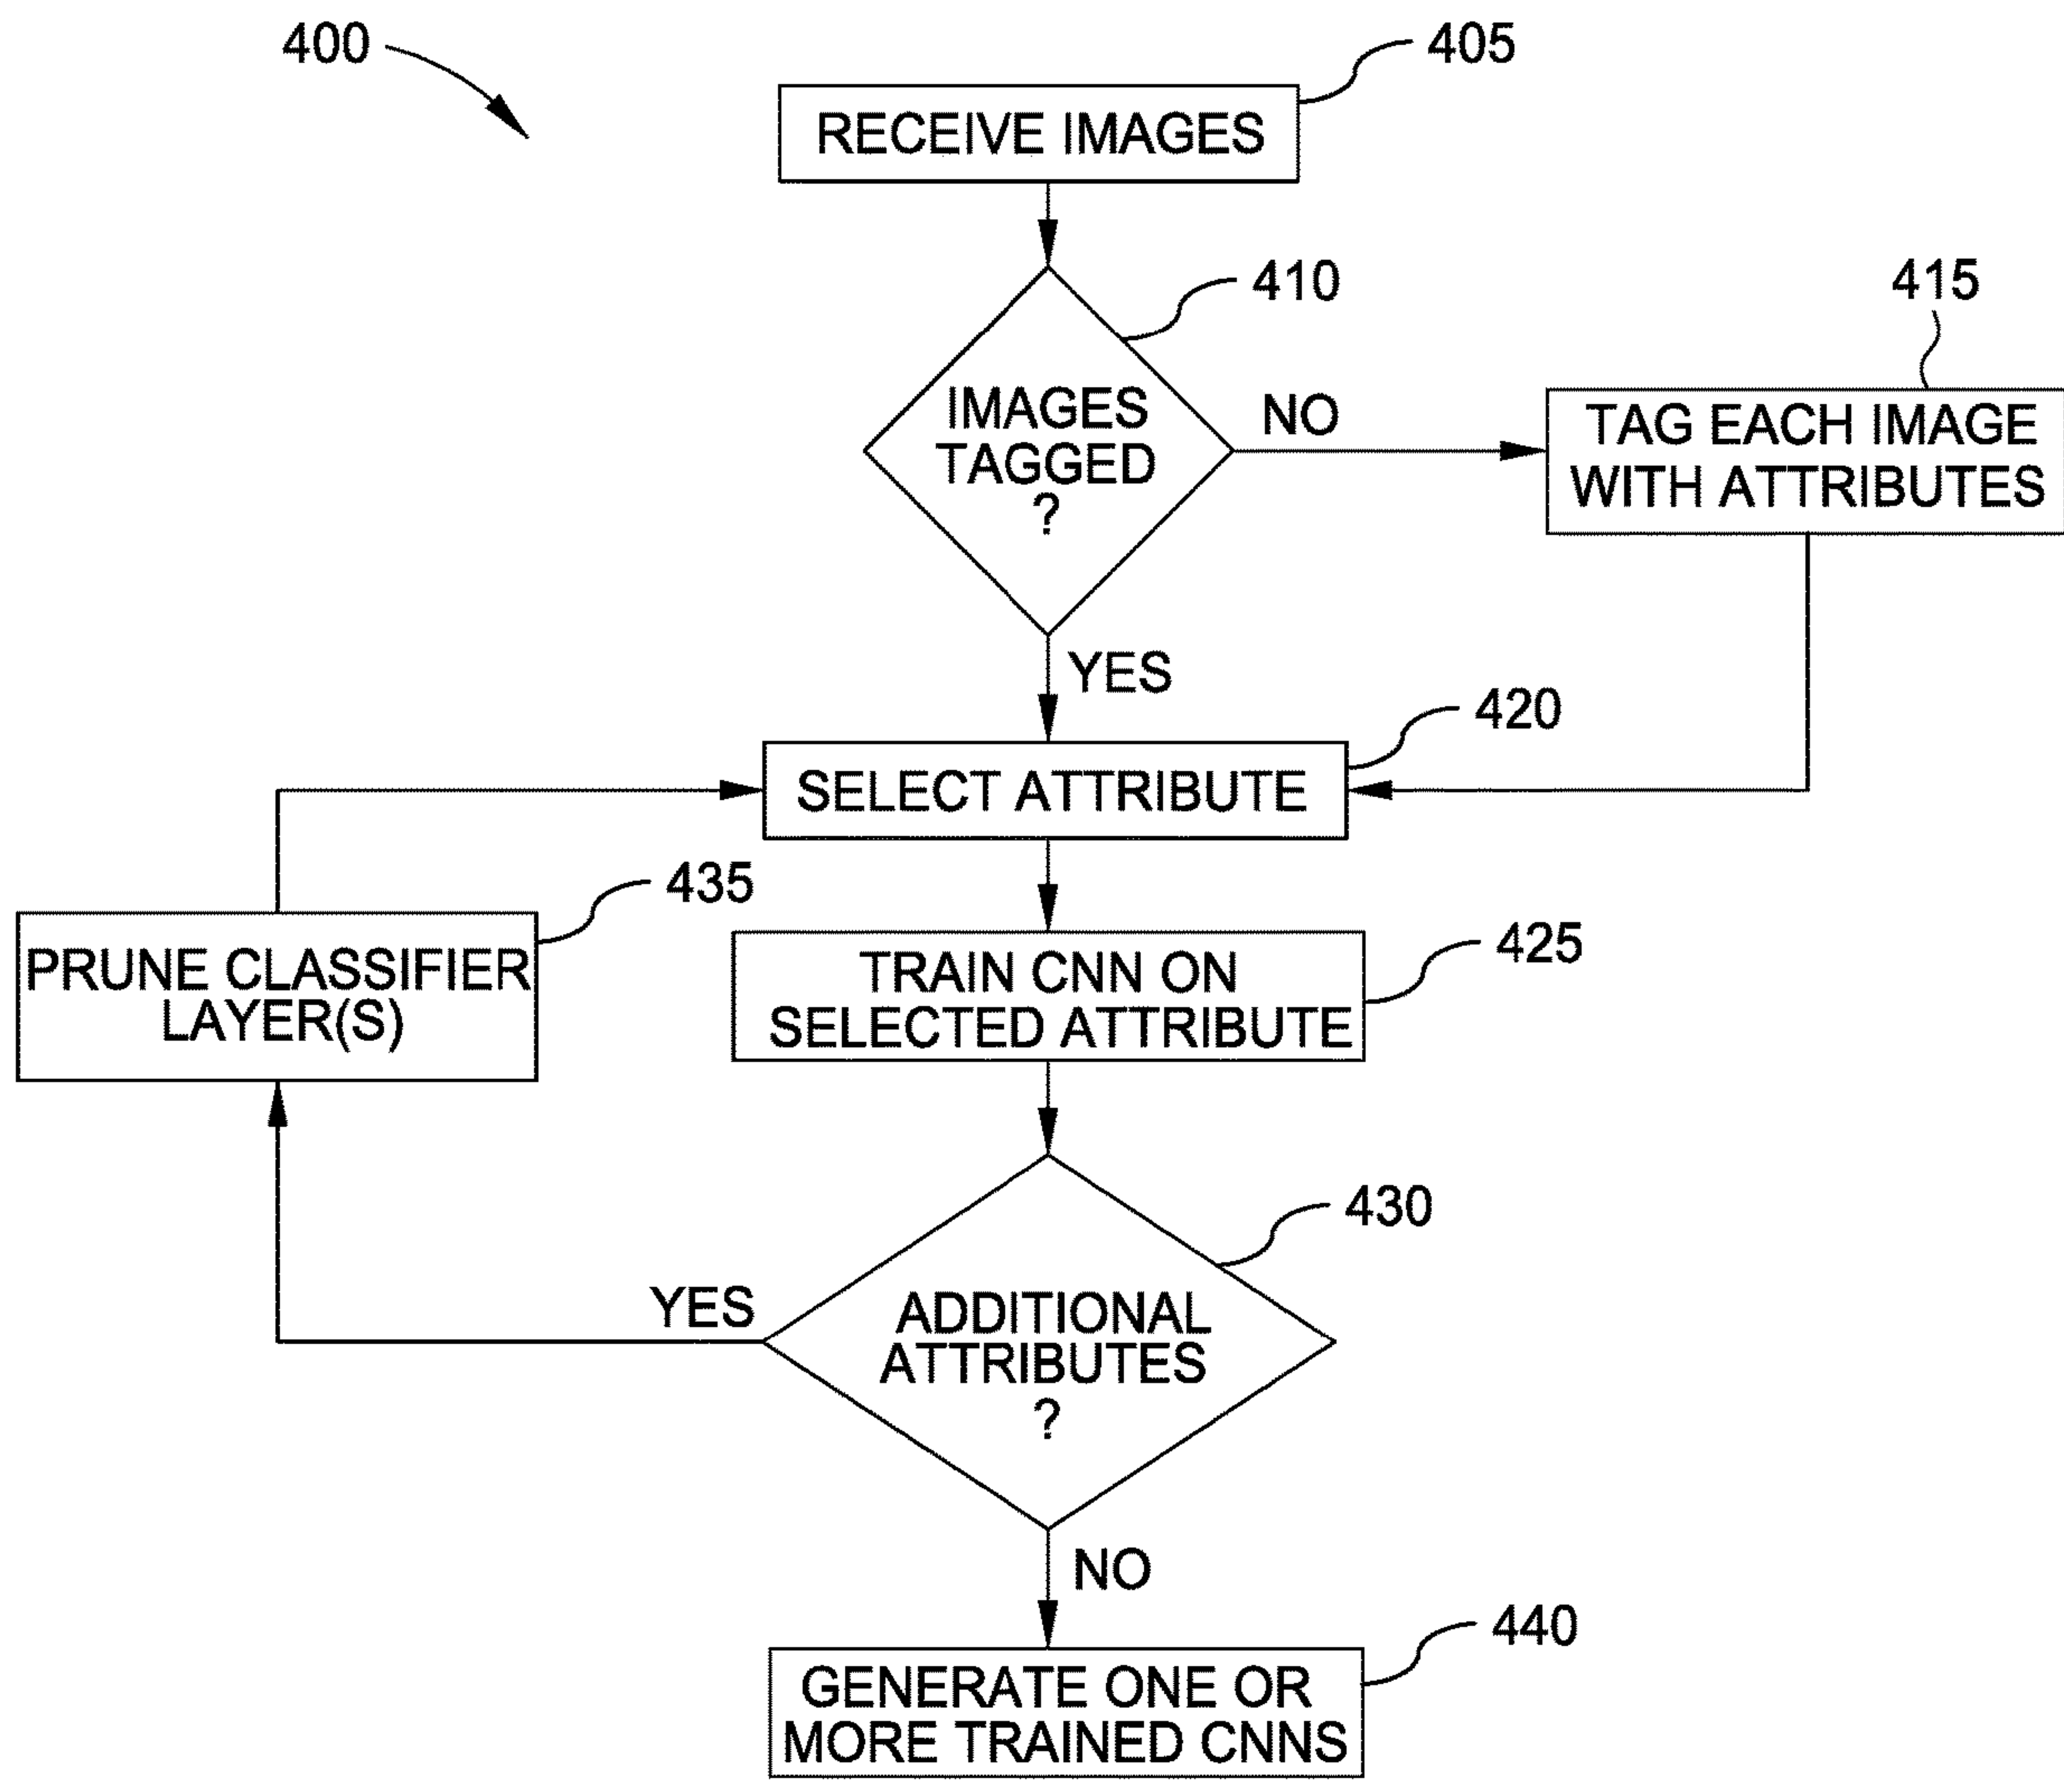 400
405
RECEIVE IMAGES
410
415
IMAGES
TAGGED
?
NO
TAG EACH IMAGE
WITH ATTRIBUTES
YES
420
SELECT ATTRIBUTE
435
PRUNE CLASSIFIER
LAYER(S)
425
TRAIN CNN ON
SELECTED ATTRIBUTE
430
YES
ADDITIONAL
ATTRIBUTES
?
NO
440
GENERATE ONE OR
MORE TRAINED CNNS